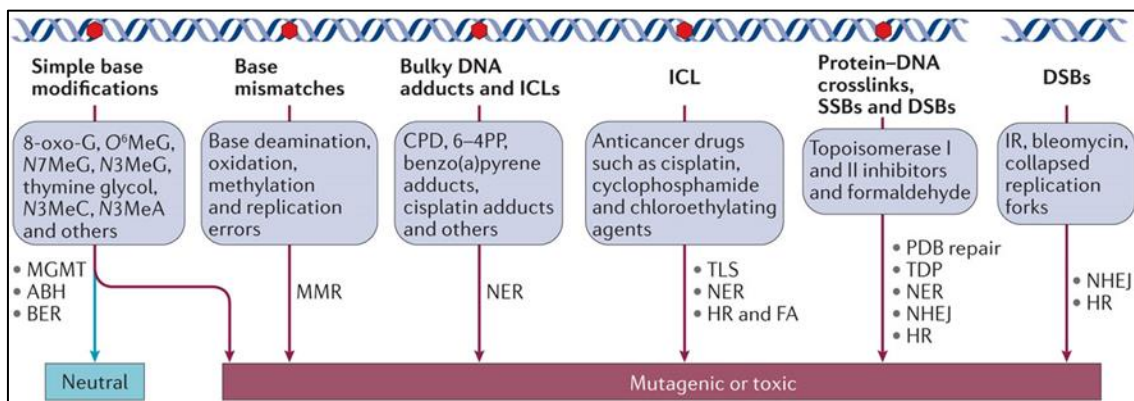 Simple base
modifications
Base
mismatches
Bulky DNA
adducts and ICLs
ICL
Protein–DNA
crosslinks,
SSBs and DSBs
DSBs
8-oxo-G, O⁶MeG,
N7MeG, N3MeG,
thymine glycol,
N3MeC, N3MeA
and others
Base deamination,
oxidation,
methylation
and replication
errors
CPD, 6–4PP,
benzo(a)pyrene
adducts,
cisplatin adducts
and others
Anticancer drugs
such as cisplatin,
cyclophosphamide
and chloroethylating
agents
Topoisomerase I
and II inhibitors
and formaldehyde
IR, bleomycin,
collapsed
replication
forks
• MGMT
• ABH
• BER
MMR
NER
• TLS
• NER
• HR and FA
• PDB repair
• TDP
• NER
• NHEJ
• HR
• NHEJ
• HR
Neutral
Mutagenic or toxic